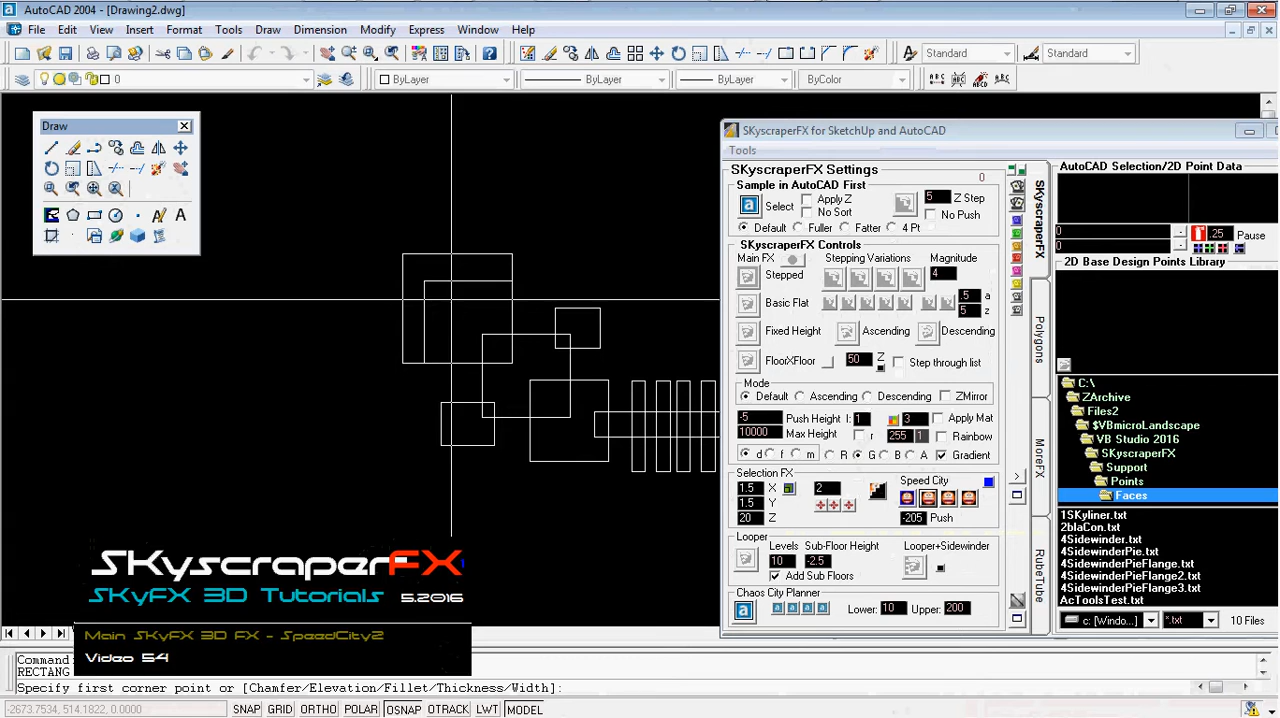 AutoCAD 2004 - [Drawing2.dwg]
File Edit View Insert Format Tools Draw Dimension Modify Express Window Help
Standard Standard
0 ByLayer ByLayer ByLayer ByColor
Draw
A
SKyscraperFX for SketchUp and AutoCAD
Tools
SKyscraperFX Settings 0
Sample in AutoCAD First
Select Apply Z 5 Z Step
No Sort No Push
Default Fuller Fatter 4 Pt
SKyscraperFX Controls
Main FX Stepping Variations Magnitude
Stepped 4
Basic Flat .5 a
5 z
Fixed Height Ascending Descending
FloorXFloor 50 Z Step through list
Mode
Default Ascending Descending ZMirror
-5 Push Height I: 1 3 Apply Mat
10000 Max Height r 255 1 Rainbow
d f m R G B A Gradient
Selection FX Speed City
1.5 X 2
1.5 Y
20 Z -205 Push
Looper Levels Sub-Floor Height Looper+Sidewinder
10 -2.5
Add Sub Floors
Chaos City Planner
Lower: 10 Upper: 200
SKyscraperFX
Polygons
MoreFX
RubeTube
AutoCAD Selection/2D Point Data
0 .25 Pause
0
2D Base Design Points Library
C:\
ZArchive
Files2
$VBmicroLandscape
VB Studio 2016
SKyscraperFX
Support
Points
Faces
1SKyliner.txt
2blaCon.txt
4Sidewinder.txt
4SidewinderPie.txt
4SidewinderPieFlange.txt
4SidewinderPieFlange2.txt
4SidewinderPieFlange3.txt
AcToolsTest.txt
c: [Windo... *.txt 10 Files
SKyscraperFX
SKyFX 3D Tutorials 5.2016
Main SKyFX 3D FX - SpeedCity2
Video 54
Command
RECTANG
Specify first corner point or [Chamfer/Elevation/Fillet/Thickness/Width]:
-2673.7534, 514.1822, 0.0000 SNAP GRID ORTHO POLAR OSNAP OTRACK LWT MODEL